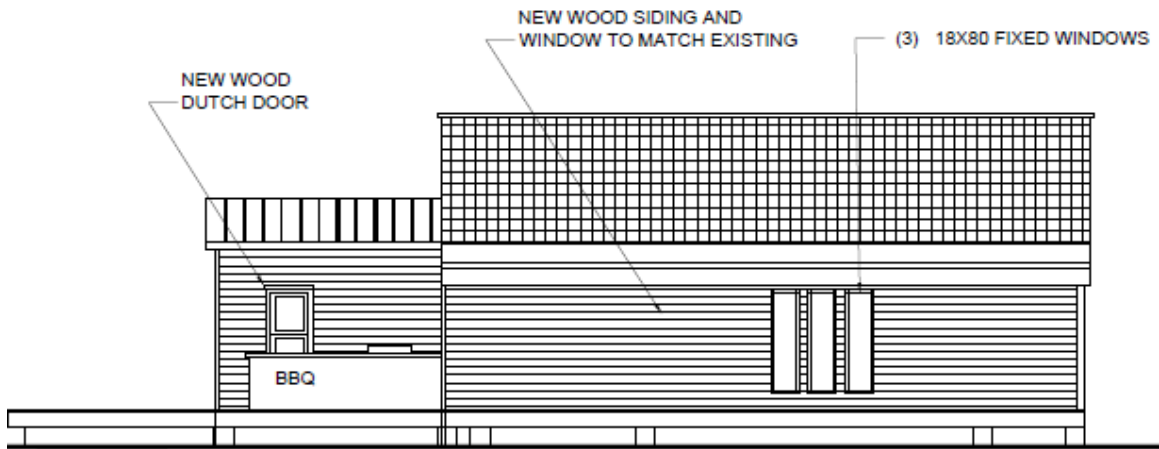 NEW WOOD SIDING AND
WINDOW TO MATCH EXISTING
(3) 18X80 FIXED WINDOWS
NEW WOOD
DUTCH DOOR
BBQ